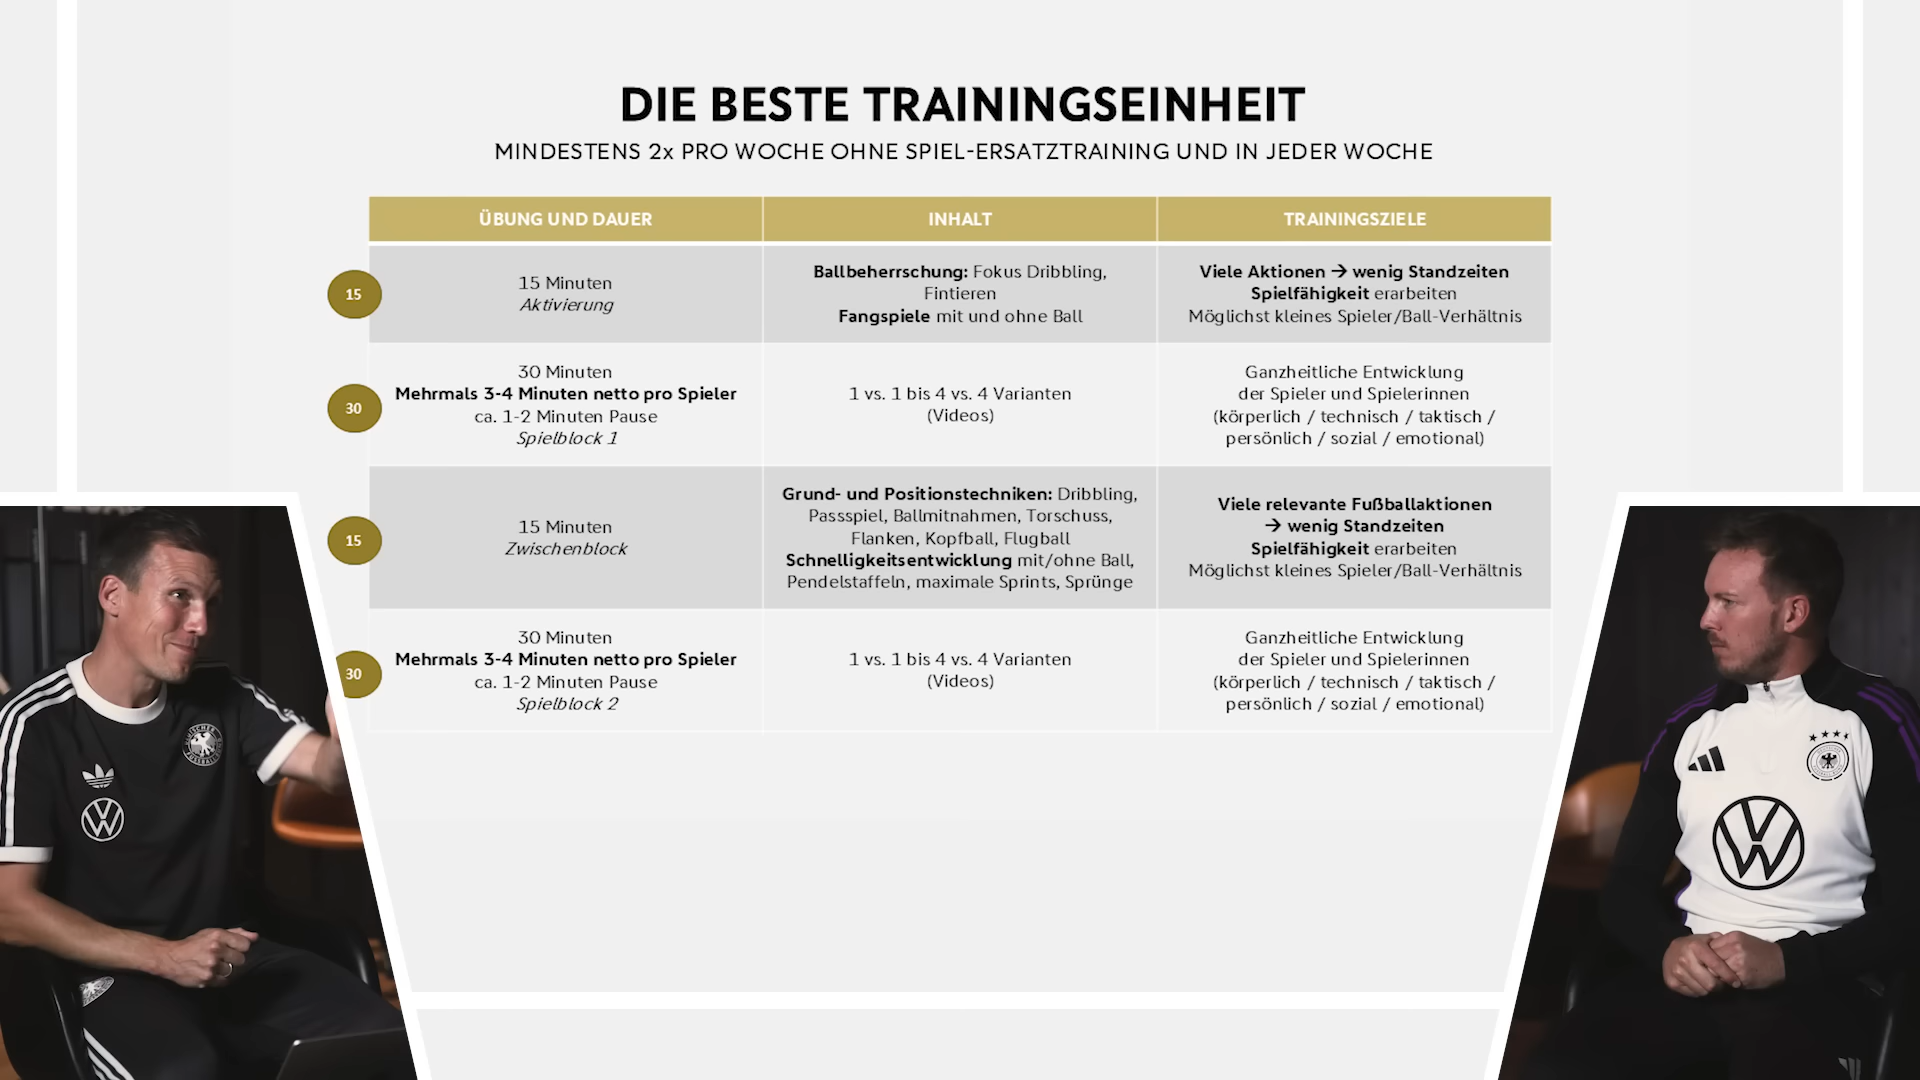 DIE BESTE TRAININGSEINHEIT
MINDESTENS 2x PRO WOCHE OHNE SPIEL-ERSATZTRAINING UND IN JEDER WOCHE
ÜBUNG UND DAUER
INHALT
TRAININGSZIELE
15
15 Minuten
Aktivierung
Ballbeherrschung: Fokus Dribbling,
Fintieren
Fangspiele mit und ohne Ball
Viele Aktionen → wenig Standzeiten
Spielfähigkeit erarbeiten
Möglichst kleines Spieler/Ball-Verhältnis
30
30 Minuten
Mehrmals 3-4 Minuten netto pro Spieler
ca. 1-2 Minuten Pause
Spielblock 1
1 vs. 1 bis 4 vs. 4 Varianten
(Videos)
Ganzheitliche Entwicklung
der Spieler und Spielerinnen
(körperlich / technisch / taktisch /
persönlich / sozial / emotional)
15
15 Minuten
Zwischenblock
Grund- und Positionstechniken: Dribbling,
Passspiel, Ballmitnahmen, Torschuss,
Flanken, Kopfball, Flugball
Schnelligkeitsentwicklung mit/ohne Ball,
Pendelstaffeln, maximale Sprints, Sprünge
Viele relevante Fußballaktionen
→ wenig Standzeiten
Spielfähigkeit erarbeiten
Möglichst kleines Spieler/Ball-Verhältnis
30
30 Minuten
Mehrmals 3-4 Minuten netto pro Spieler
ca. 1-2 Minuten Pause
Spielblock 2
1 vs. 1 bis 4 vs. 4 Varianten
(Videos)
Ganzheitliche Entwicklung
der Spieler und Spielerinnen
(körperlich / technisch / taktisch /
persönlich / sozial / emotional)